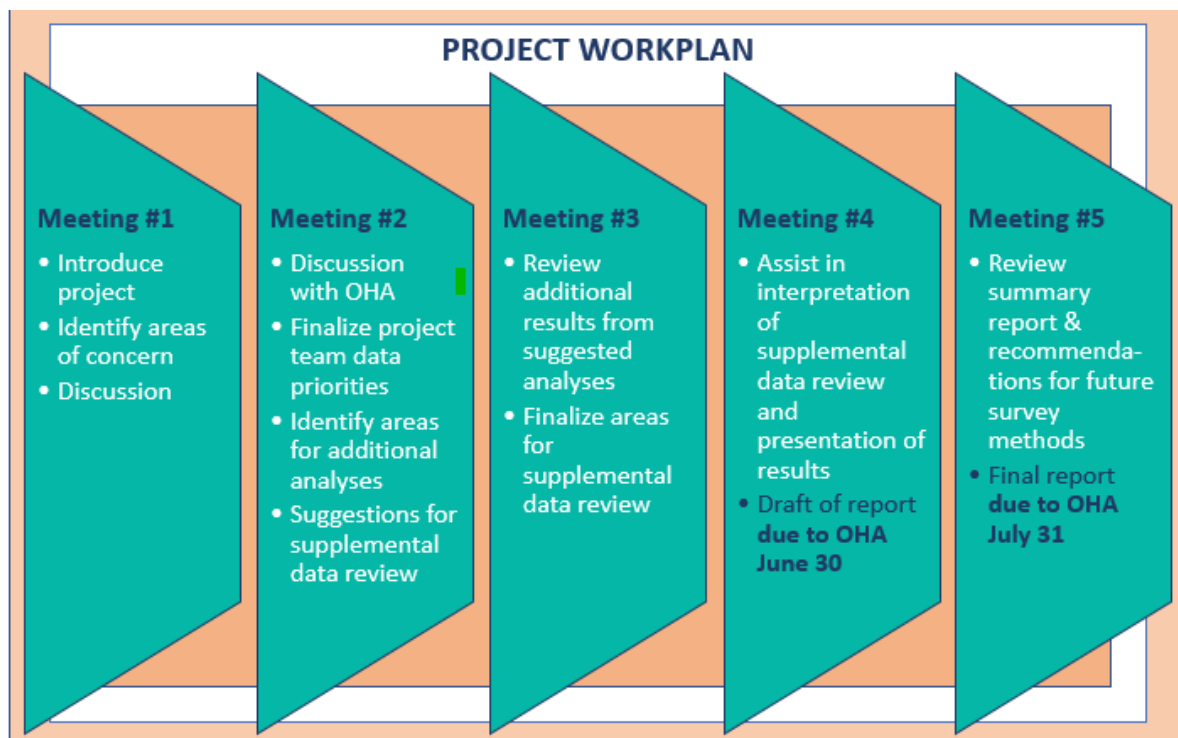 PROJECT WORKPLAN
Meeting #1
• Introduce
project
• Identify areas
of concern
• Discussion
Meeting #2
• Discussion
with OHA
• Finalize project
team data
priorities
• Identify areas
for additional
analyses
• Suggestions for
supplemental
data review
Meeting #3
• Review
additional
results from
suggested
analyses
• Finalize areas
for
supplemental
data review
Meeting #4
• Assist in
interpretation
of
supplemental
data review
and
presentation of
results
• Draft of report
due to OHA
June 30
Meeting #5
• Review
summary
report &
recommenda-
tions for future
survey
methods
• Final report
due to OHA
July 31